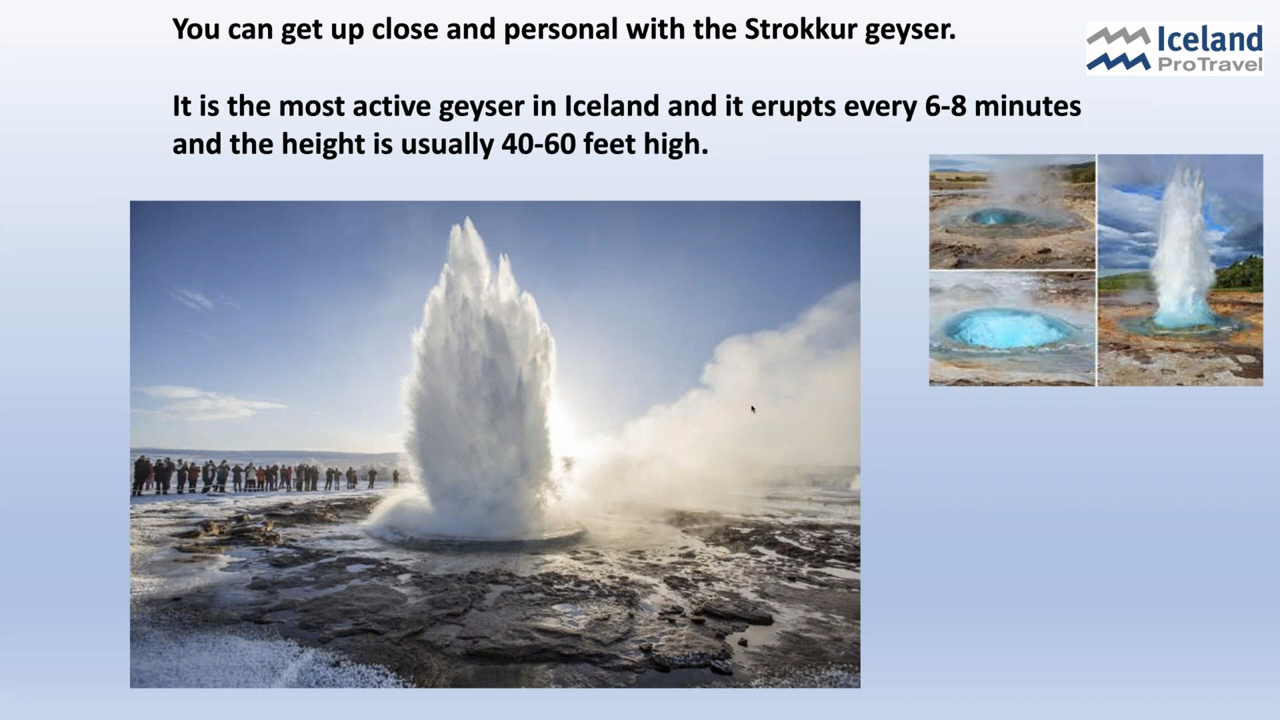 You can get up close and personal with the Strokkur geyser.
It is the most active geyser in Iceland and it erupts every 6-8 minutes
and the height is usually 40-60 feet high.
Iceland
ProTravel